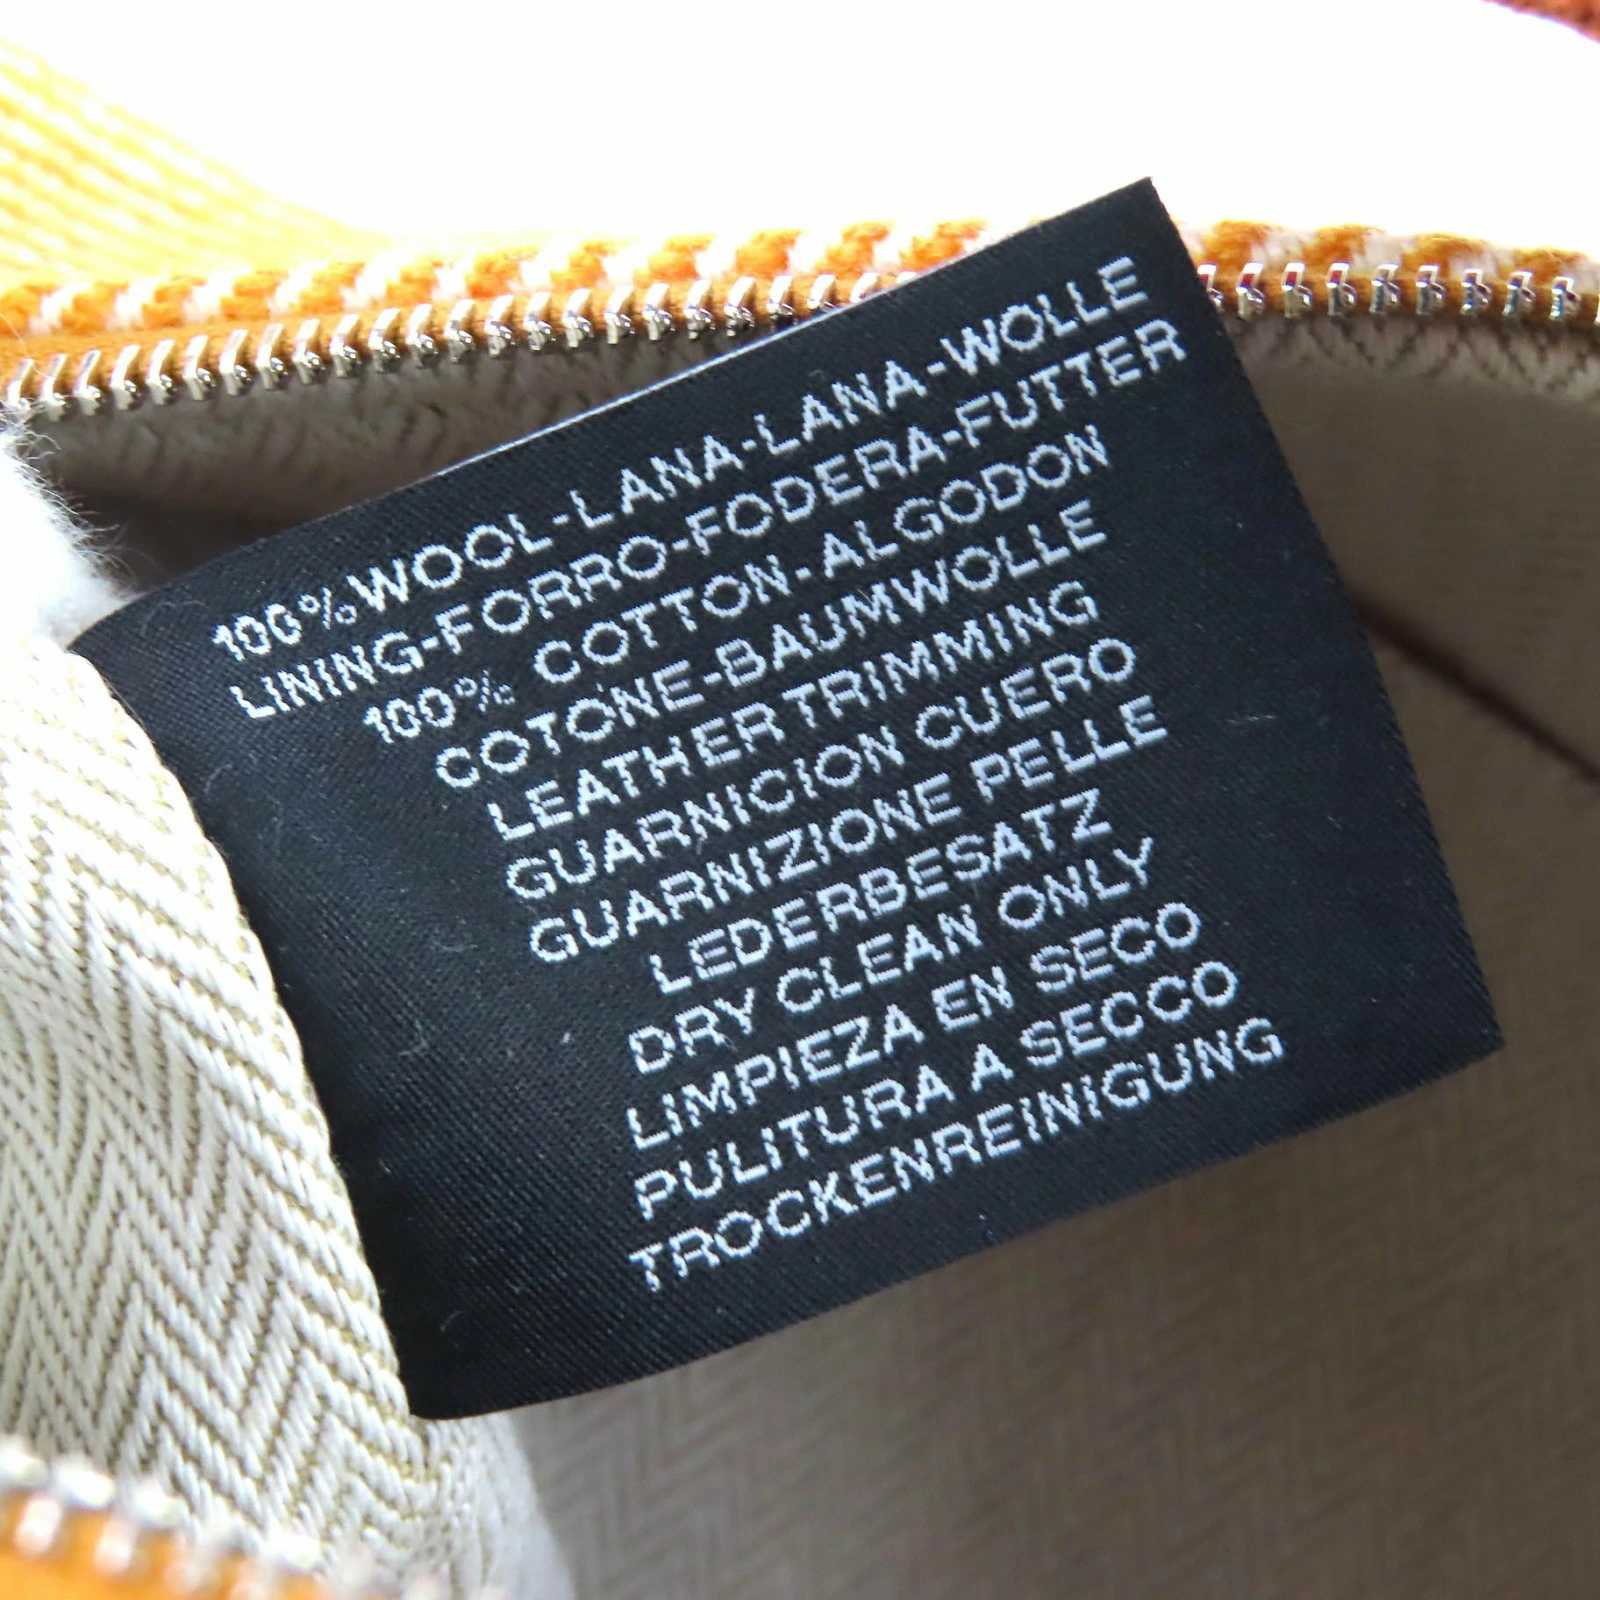 100%WOOL-LANA-LANA-WOLLE
LINING-FORRO-FODERA-FUTTER
100% COTTON-ALGODON
COTONE-BAUMWOLLE
LEATHER TRIMMING
GUARNICION CUERO
GUARNIZIONE PELLE
LEDERBESATZ
DRY CLEAN ONLY
LIMPIEZA EN SECO
PULITURA A SECCO
TROCKENREINIGUNG